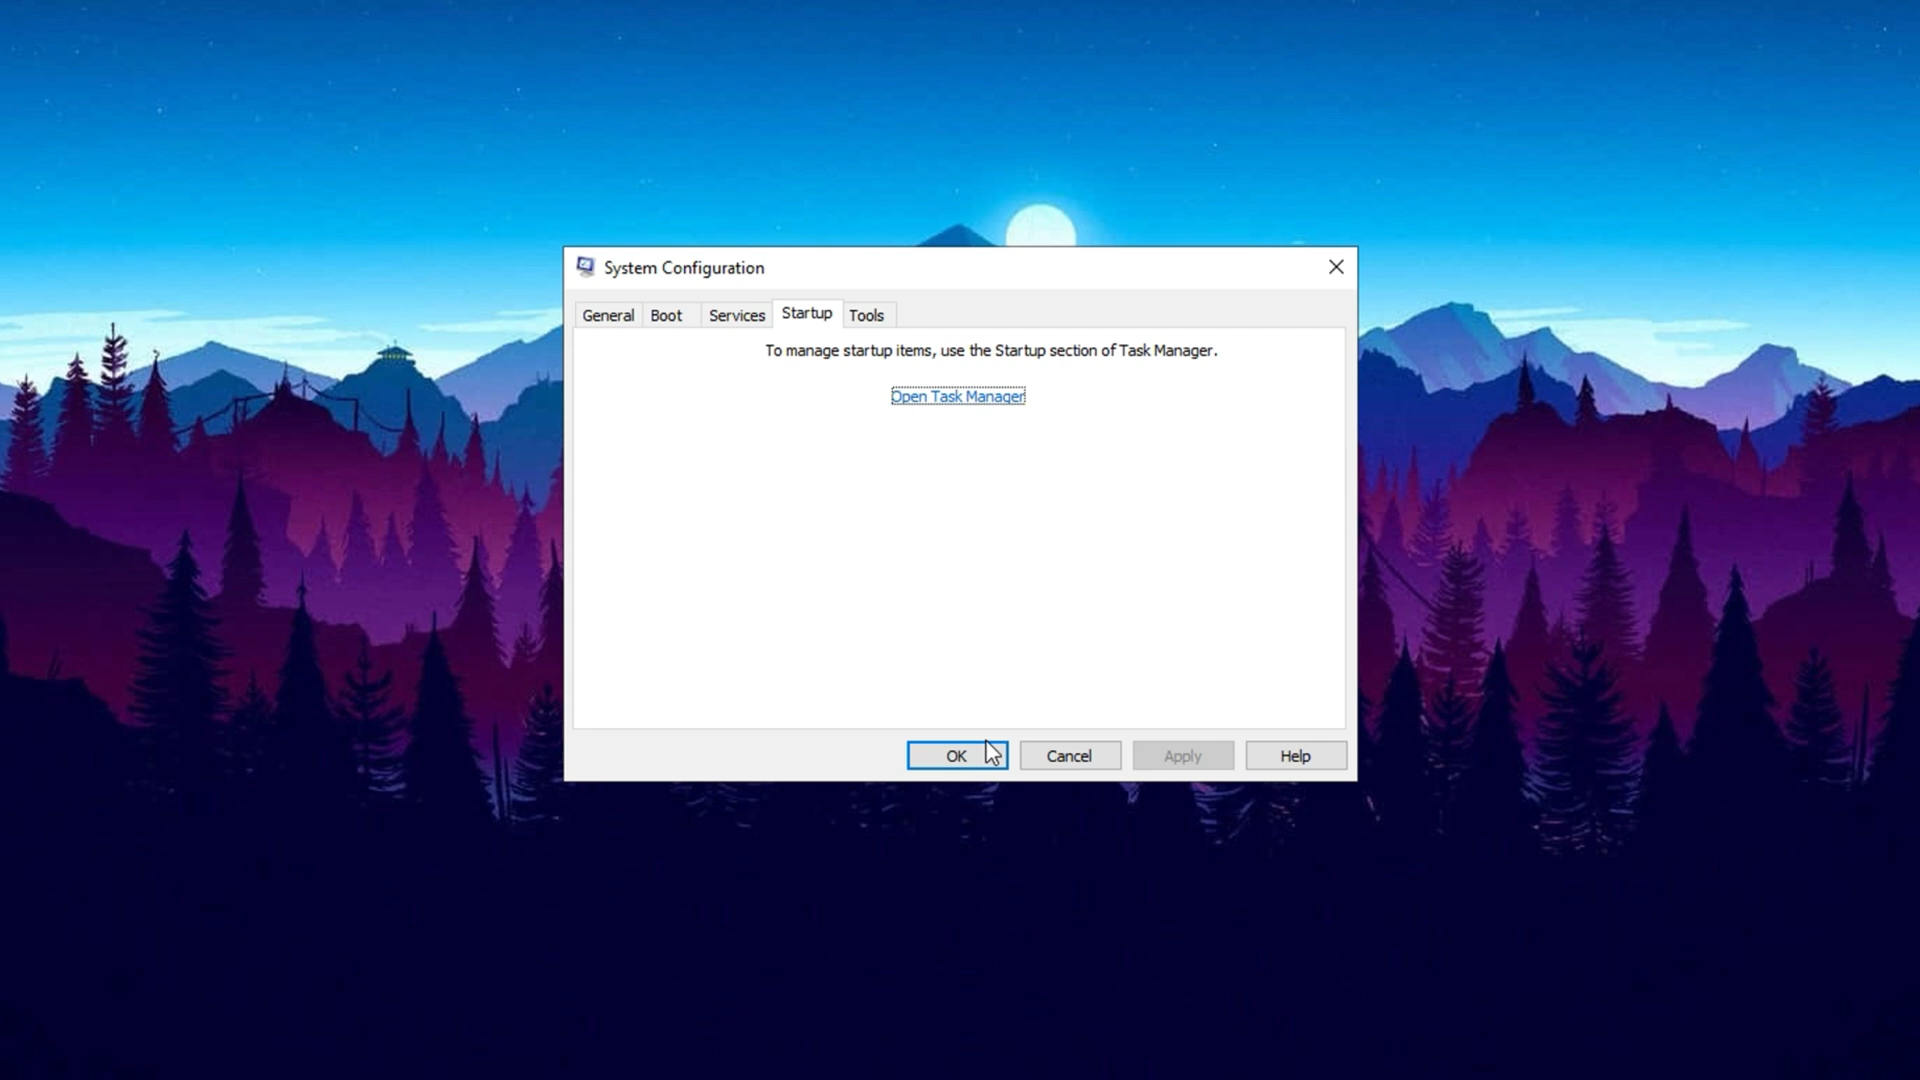 System Configuration
General Boot Services Startup Tools
To manage startup items, use the Startup section of Task Manager.
Open Task Manager
OK Cancel Apply Help